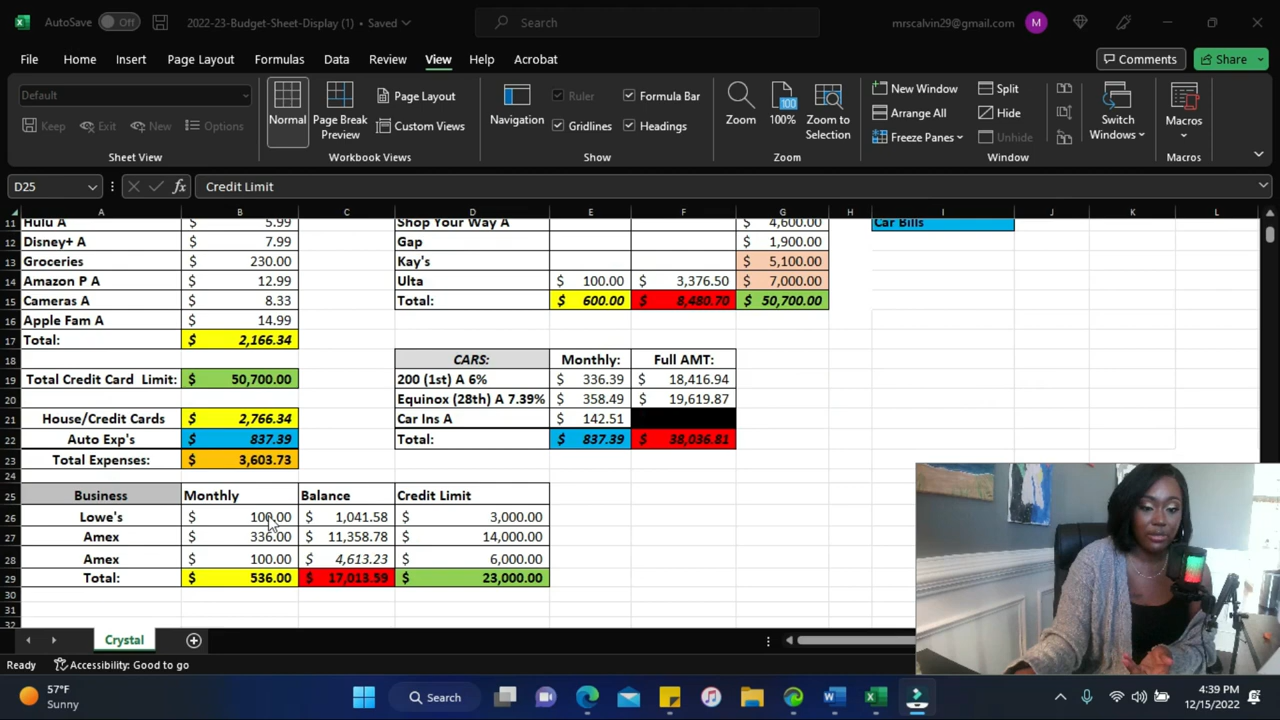 AutoSave Off 2022-23-Budget-Sheet-Display (1) • Saved Search mrscalvin29@gmail.com M
File Home Insert Page Layout Formulas Data Review View Help Acrobat Comments Share
Default
Keep Exit New Options
Sheet View
Normal
Page Break Preview
Page Layout
Custom Views
Workbook Views
Navigation
Ruler Formula Bar
Gridlines Headings
Show
Zoom
100 100%
Zoom to Selection
Zoom
New Window
Arrange All
Freeze Panes
Split
Hide
Unhide
Window
Switch Windows
Macros
Macros
D25 fx Credit Limit
A B C D E F G H I J K L
11 Hulu A $ 5.99 Shop Your Way A $ 4,600.00 Car Bills
12 Disney+ A $ 7.99 Gap $ 1,900.00
13 Groceries $ 230.00 Kay's $ 5,100.00
14 Amazon P A $ 12.99 Ulta $ 100.00 $ 3,376.50 $ 7,000.00
15 Cameras A $ 8.33 Total: $ 600.00 $ 8,480.70 $ 50,700.00
16 Apple Fam A $ 14.99
17 Total: $ 2,166.34
18 CARS: Monthly: Full AMT:
19 Total Credit Card Limit: $ 50,700.00 200 (1st) A 6% $ 336.39 $ 18,416.94
20 Equinox (28th) A 7.39% $ 358.49 $ 19,619.87
21 House/Credit Cards $ 2,766.34 Car Ins A $ 142.51
22 Auto Exp's $ 837.39 Total: $ 837.39 $ 38,036.81
23 Total Expenses: $ 3,603.73
24
25 Business Monthly Balance Credit Limit
26 Lowe's $ 100.00 $ 1,041.58 $ 3,000.00
27 Amex $ 336.00 $ 11,358.78 $ 14,000.00
28 Amex $ 100.00 $ 4,613.23 $ 6,000.00
29 Total: $ 536.00 $ 17,013.59 $ 23,000.00
30
31
32
Crystal
Ready Accessibility: Good to go
57°F
Sunny
Search
4:39 PM
12/15/2022